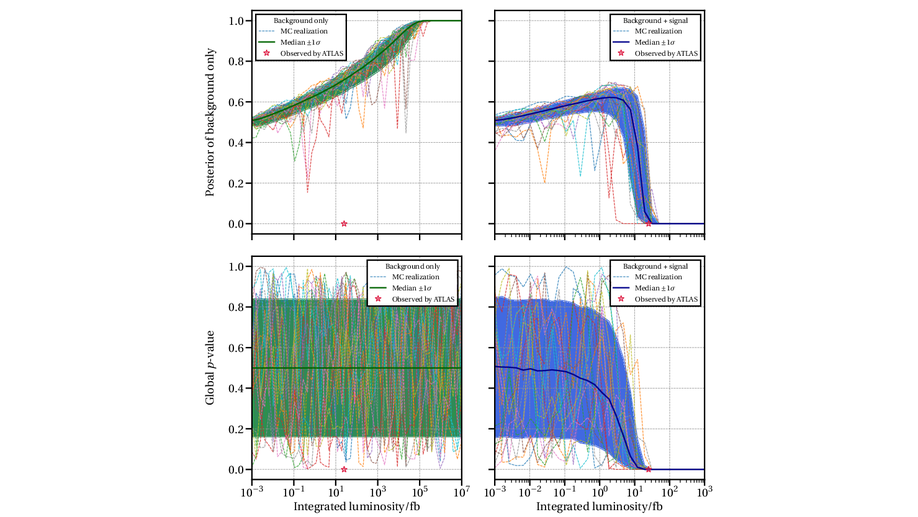 Background only
MC realization
Median ±1σ
Observed by ATLAS
Background + signal
MC realization
Median ±1σ
Observed by ATLAS
Posterior of background only
1.0
0.8
0.6
0.4
0.2
0.0
Background only
MC realization
Median ±1σ
Observed by ATLAS
Background + signal
MC realization
Median ±1σ
Observed by ATLAS
Global p-value
1.0
0.8
0.6
0.4
0.2
0.0
10⁻³ 10⁻¹ 10¹ 10³ 10⁵ 10⁷
10⁻³ 10⁻² 10⁻¹ 10⁰ 10¹ 10² 10³
Integrated luminosity/fb
Integrated luminosity/fb